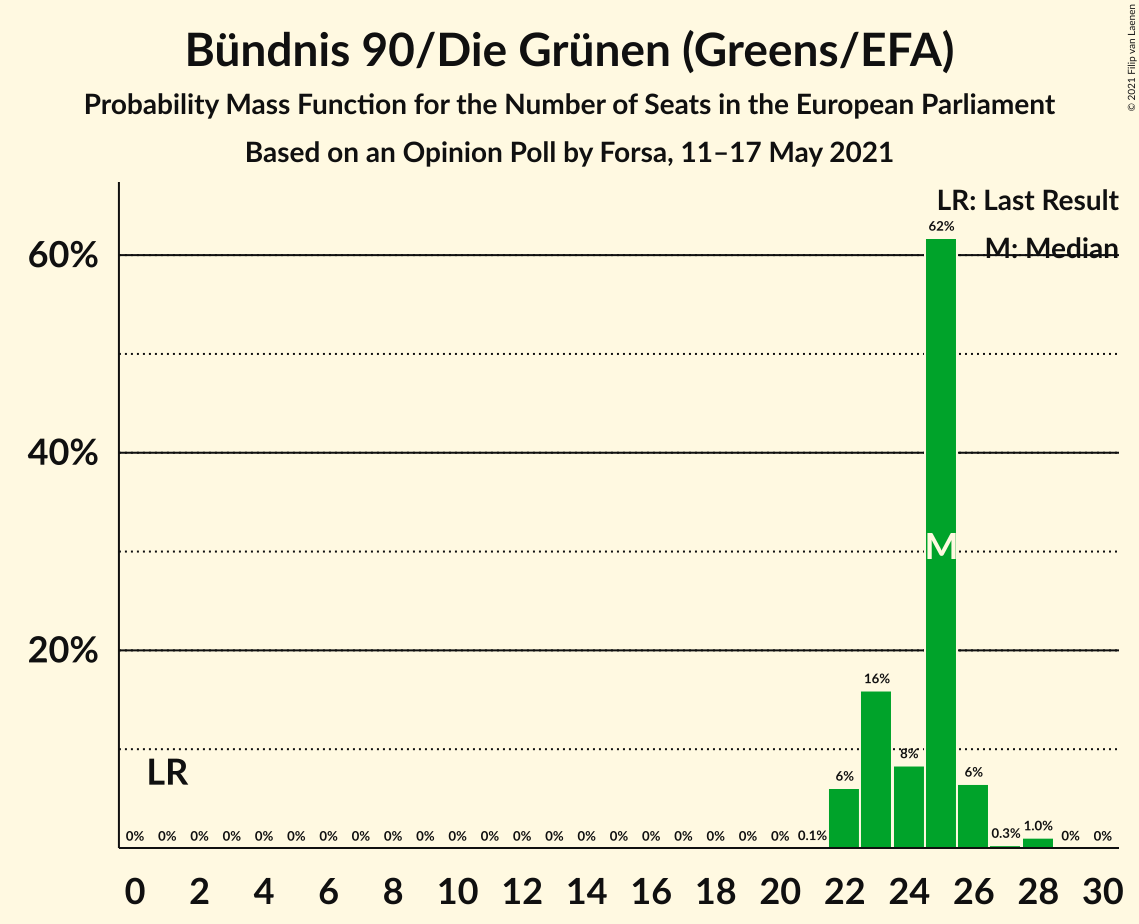 Bündnis 90/Die Grünen (Greens/EFA)
Probability Mass Function for the Number of Seats in the European Parliament
Based on an Opinion Poll by Forsa, 11–17 May 2021
© 2021 Filip van Laenen
LR: Last Result
M: Median
60%
40%
20%
62%
M
16%
8%
6%
6%
LR
0% 0% 0% 0% 0% 0% 0% 0% 0% 0% 0% 0% 0% 0% 0% 0% 0% 0% 0% 0% 0% 0.1% 0.3% 1.0% 0% 0%
0 2 4 6 8 10 12 14 16 18 20 22 24 26 28 30